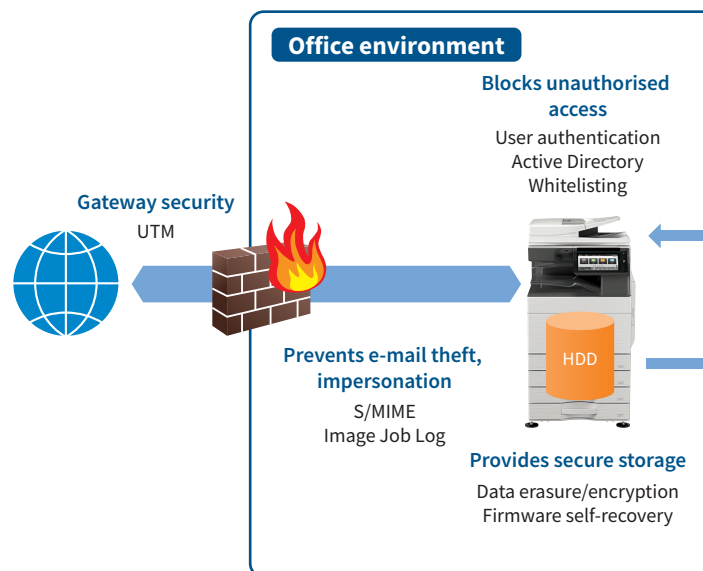 Office environment
Blocks unauthorised
access
User authentication
Active Directory
Whitelisting
Gateway security
UTM
HDD
Prevents e-mail theft,
impersonation
S/MIME
Image Job Log
Provides secure storage
Data erasure/encryption
Firmware self-recovery